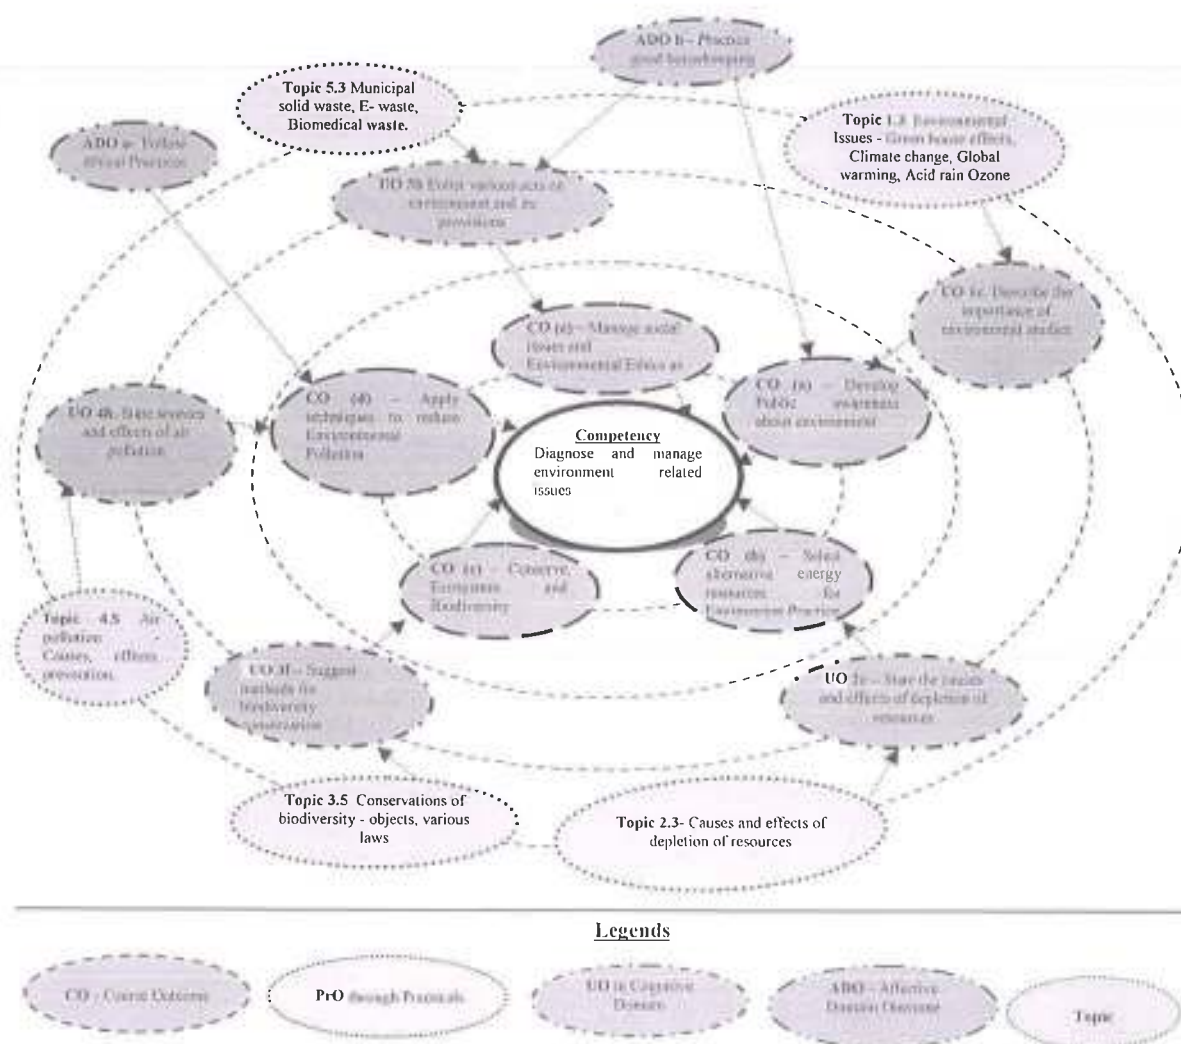 ADO b - Practice
good housekeeping
Topic 5.3 Municipal
solid waste, E- waste,
Biomedical waste.
Topic 1.3 Environmental
Issues - Green house effects,
Climate change, Global
warming, Acid rain Ozone
ADO a- Follow
ethical Practices
UO 5b various acts on
environment and its
provisions
Describe the
importance of
environmental studies
CO (e) – Manage social
issues and
Environmental Ethics as
CO (d) – Apply
techniques to reduce
Environmental
Pollution
CO (a) – Develop
Public awareness
about environment
UO State sources
and effects of air
pollution
Competency
Diagnose and manage
environment related
issues
CO (c) – Conserve
Ecosystem and
Biodiversity
CO (b) – Select
alternative energy
resources for
Practice
Topic 4.5 Air
pollution -
Causes, effects
prevention.
UO 3f – Suggest
methods for
biodiversity
conservation
UO – State the causes
and effects of depletion of
resources
Topic 3.5 Conservations of
biodiversity - objects, various
laws
Topic 2.3- Causes and effects of
depletion of resources
Legends
CO - Course Outcome
PrO through Practicals
UO in Cognitive
Domain
ADO - Affective
Domain Outcome
Topic